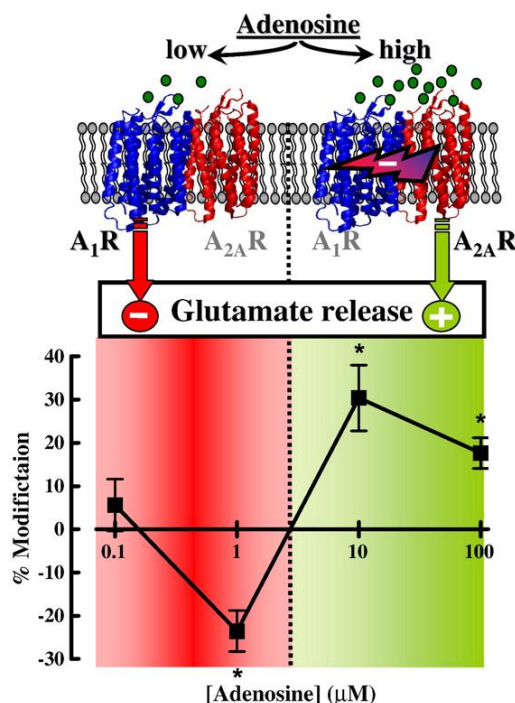 Adenosine
low high
−
A1R A2AR A1R A2AR
− Glutamate release +
% Modifictaion
40
30
20
10
0
-10
-20
-30
* *
0.1 1 10 100
*
[Adenosine] (μM)